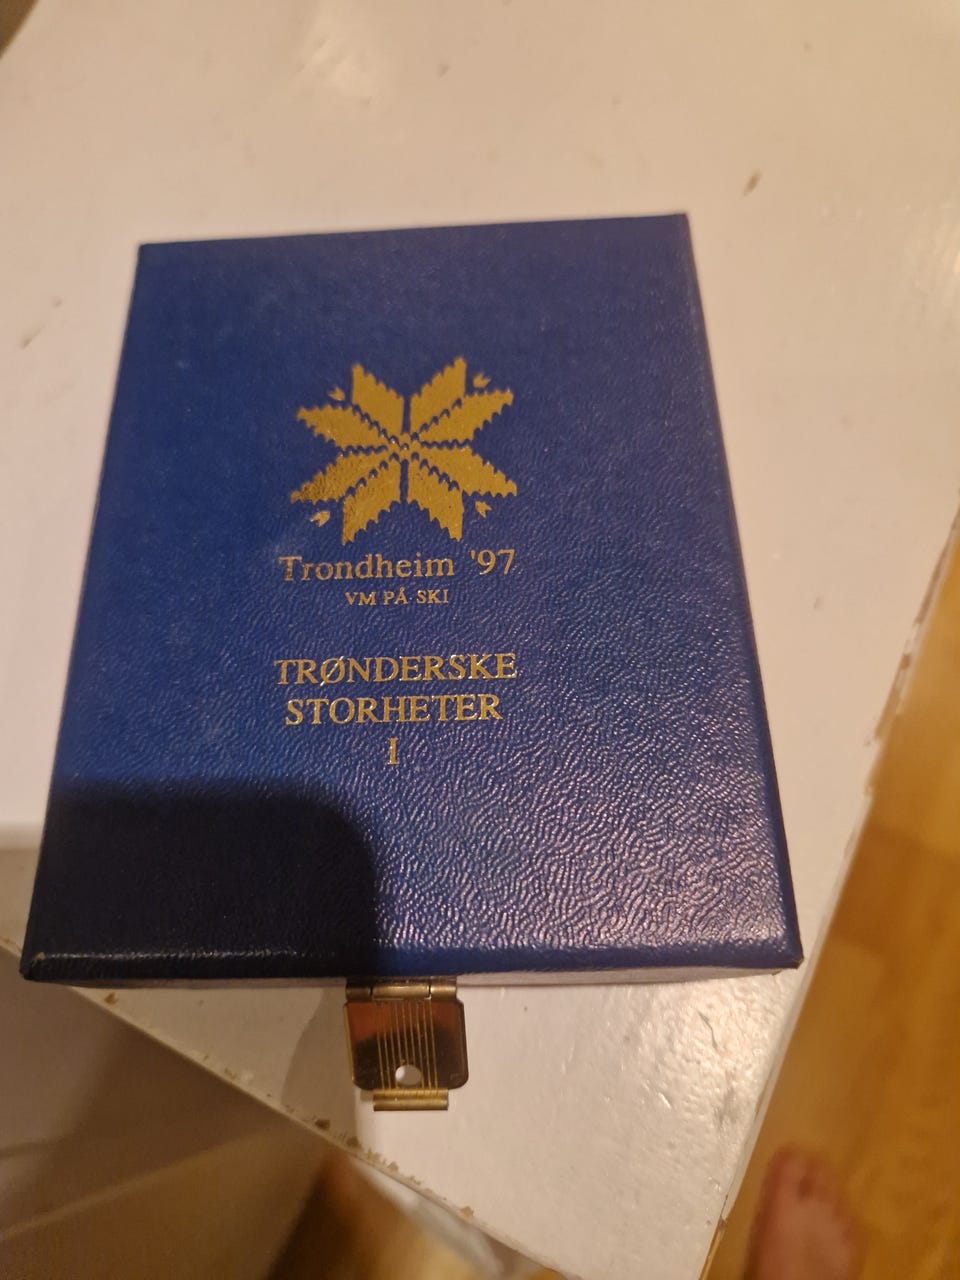 Trondheim '97
VM PÅ SKI
TRØNDERSKE
STORHETER
I